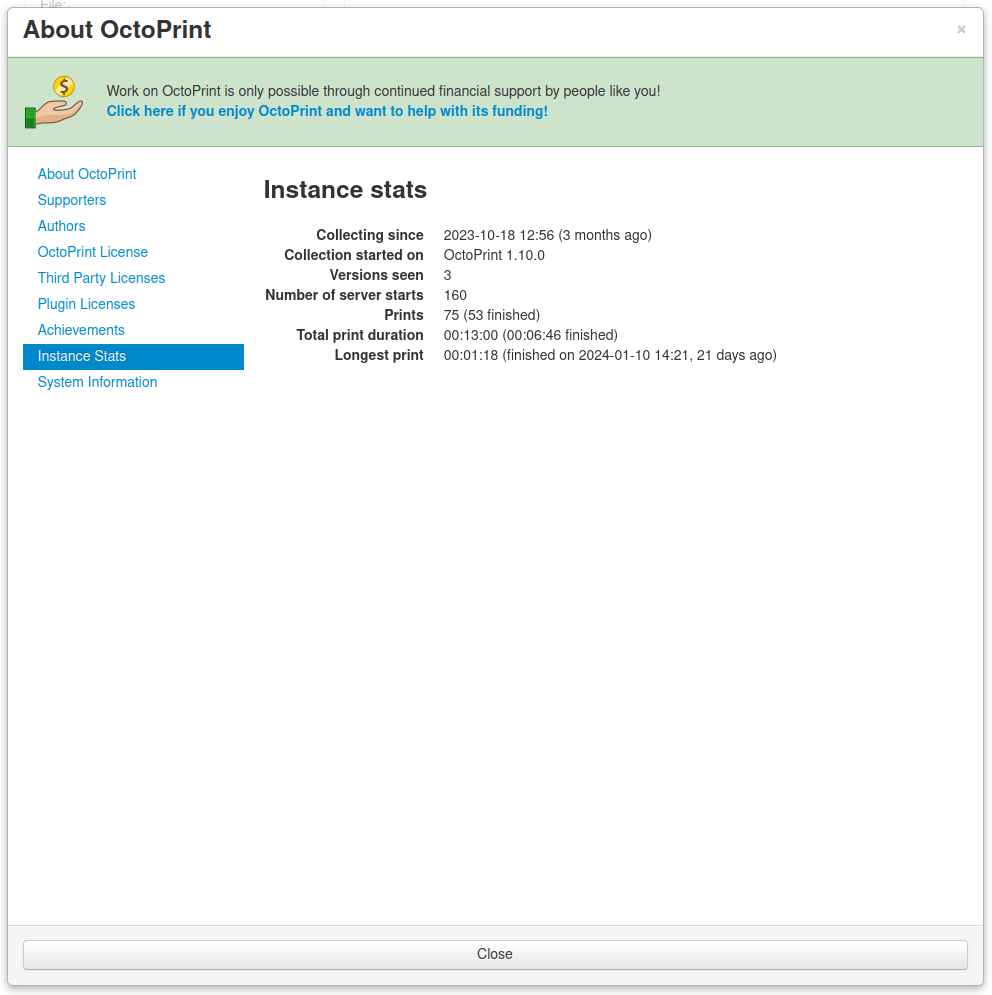 File:
About OctoPrint
×
$
Work on OctoPrint is only possible through continued financial support by people like you!
Click here if you enjoy OctoPrint and want to help with its funding!
About OctoPrint
Supporters
Authors
OctoPrint License
Third Party Licenses
Plugin Licenses
Achievements
Instance Stats
System Information
Instance stats
Collecting since 2023-10-18 12:56 (3 months ago)
Collection started on OctoPrint 1.10.0
Versions seen 3
Number of server starts 160
Prints 75 (53 finished)
Total print duration 00:13:00 (00:06:46 finished)
Longest print 00:01:18 (finished on 2024-01-10 14:21, 21 days ago)
Close